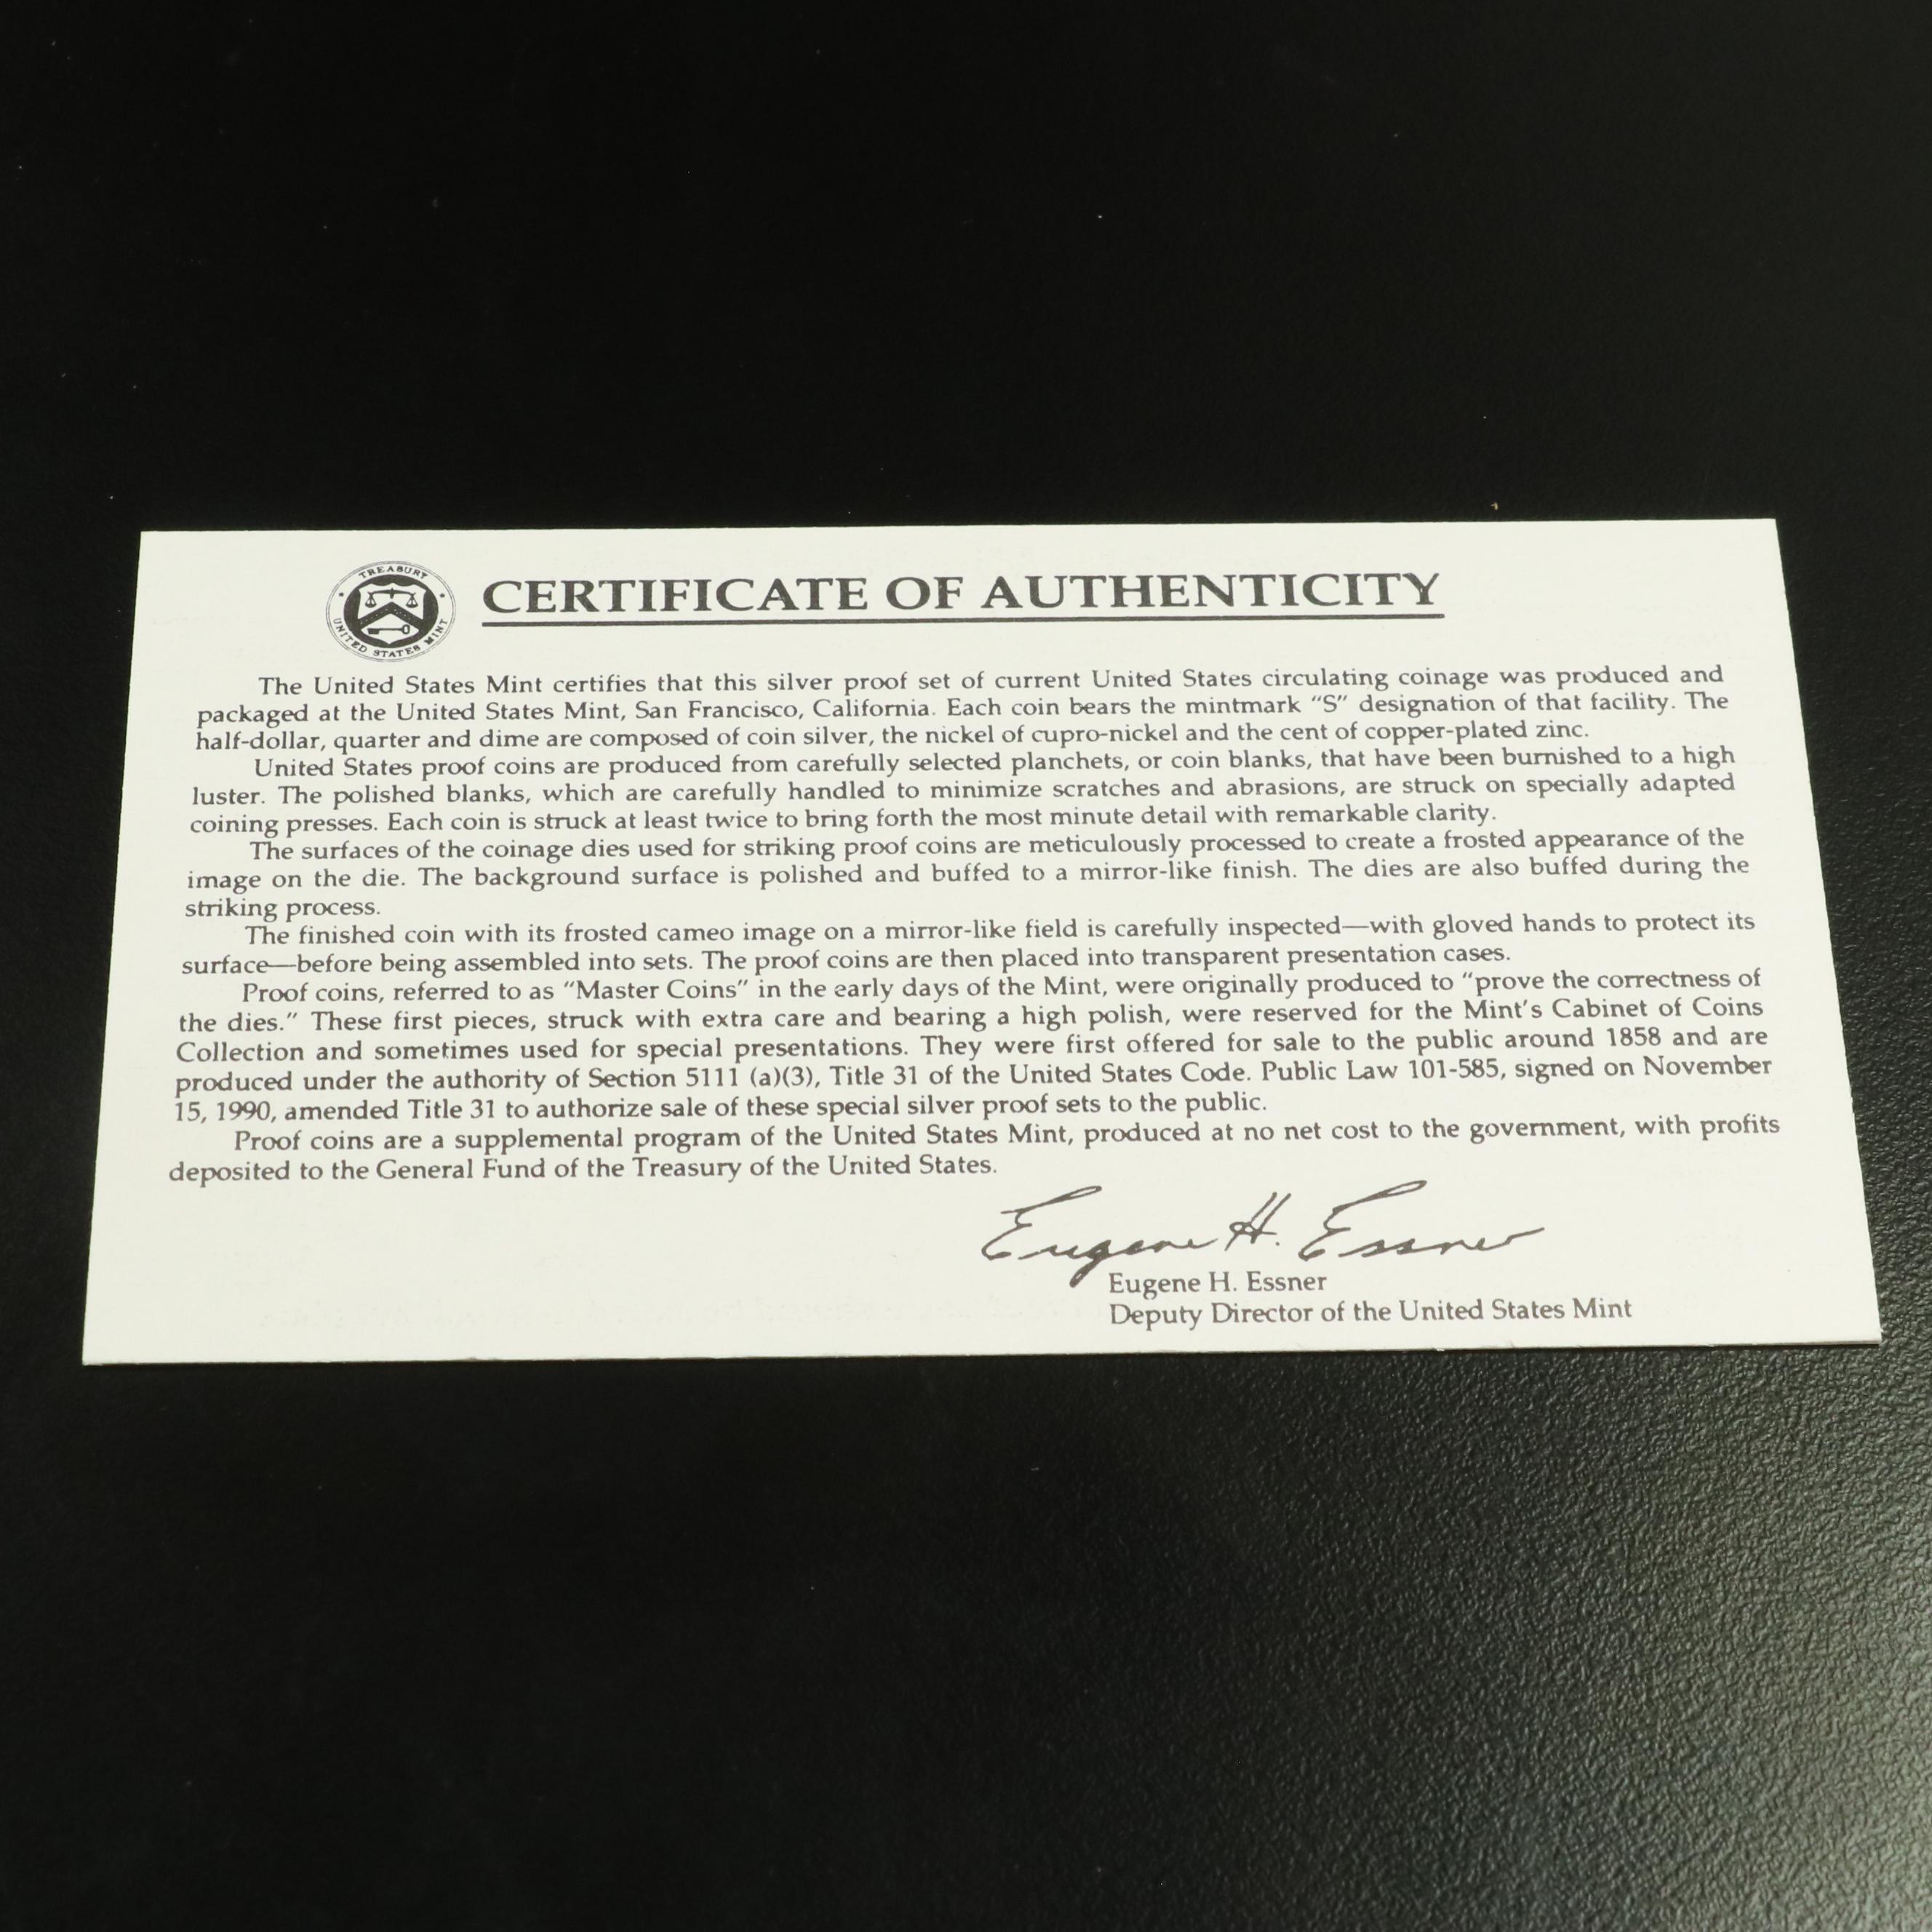 TREASURY
UNITED STATES MINT
CERTIFICATE OF AUTHENTICITY
The United States Mint certifies that this silver proof set of current United States circulating coinage was produced and
packaged at the United States Mint, San Francisco, California. Each coin bears the mintmark “S” designation of that facility. The
half-dollar, quarter and dime are composed of coin silver, the nickel of cupro-nickel and the cent of copper-plated zinc.
United States proof coins are produced from carefully selected planchets, or coin blanks, that have been burnished to a high
luster. The polished blanks, which are carefully handled to minimize scratches and abrasions, are struck on specially adapted
coining presses. Each coin is struck at least twice to bring forth the most minute detail with remarkable clarity.
The surfaces of the coinage dies used for striking proof coins are meticulously processed to create a frosted appearance of the
image on the die. The background surface is polished and buffed to a mirror-like finish. The dies are also buffed during the
striking process.
The finished coin with its frosted cameo image on a mirror-like field is carefully inspected—with gloved hands to protect its
surface—before being assembled into sets. The proof coins are then placed into transparent presentation cases.
Proof coins, referred to as “Master Coins” in the early days of the Mint, were originally produced to “prove the correctness of
the dies.” These first pieces, struck with extra care and bearing a high polish, were reserved for the Mint’s Cabinet of Coins
Collection and sometimes used for special presentations. They were first offered for sale to the public around 1858 and are
produced under the authority of Section 5111 (a)(3), Title 31 of the United States Code. Public Law 101-585, signed on November
15, 1990, amended Title 31 to authorize sale of these special silver proof sets to the public.
Proof coins are a supplemental program of the United States Mint, produced at no net cost to the government, with profits
deposited to the General Fund of the Treasury of the United States.
Eugene H. Essner
Eugene H. Essner
Deputy Director of the United States Mint